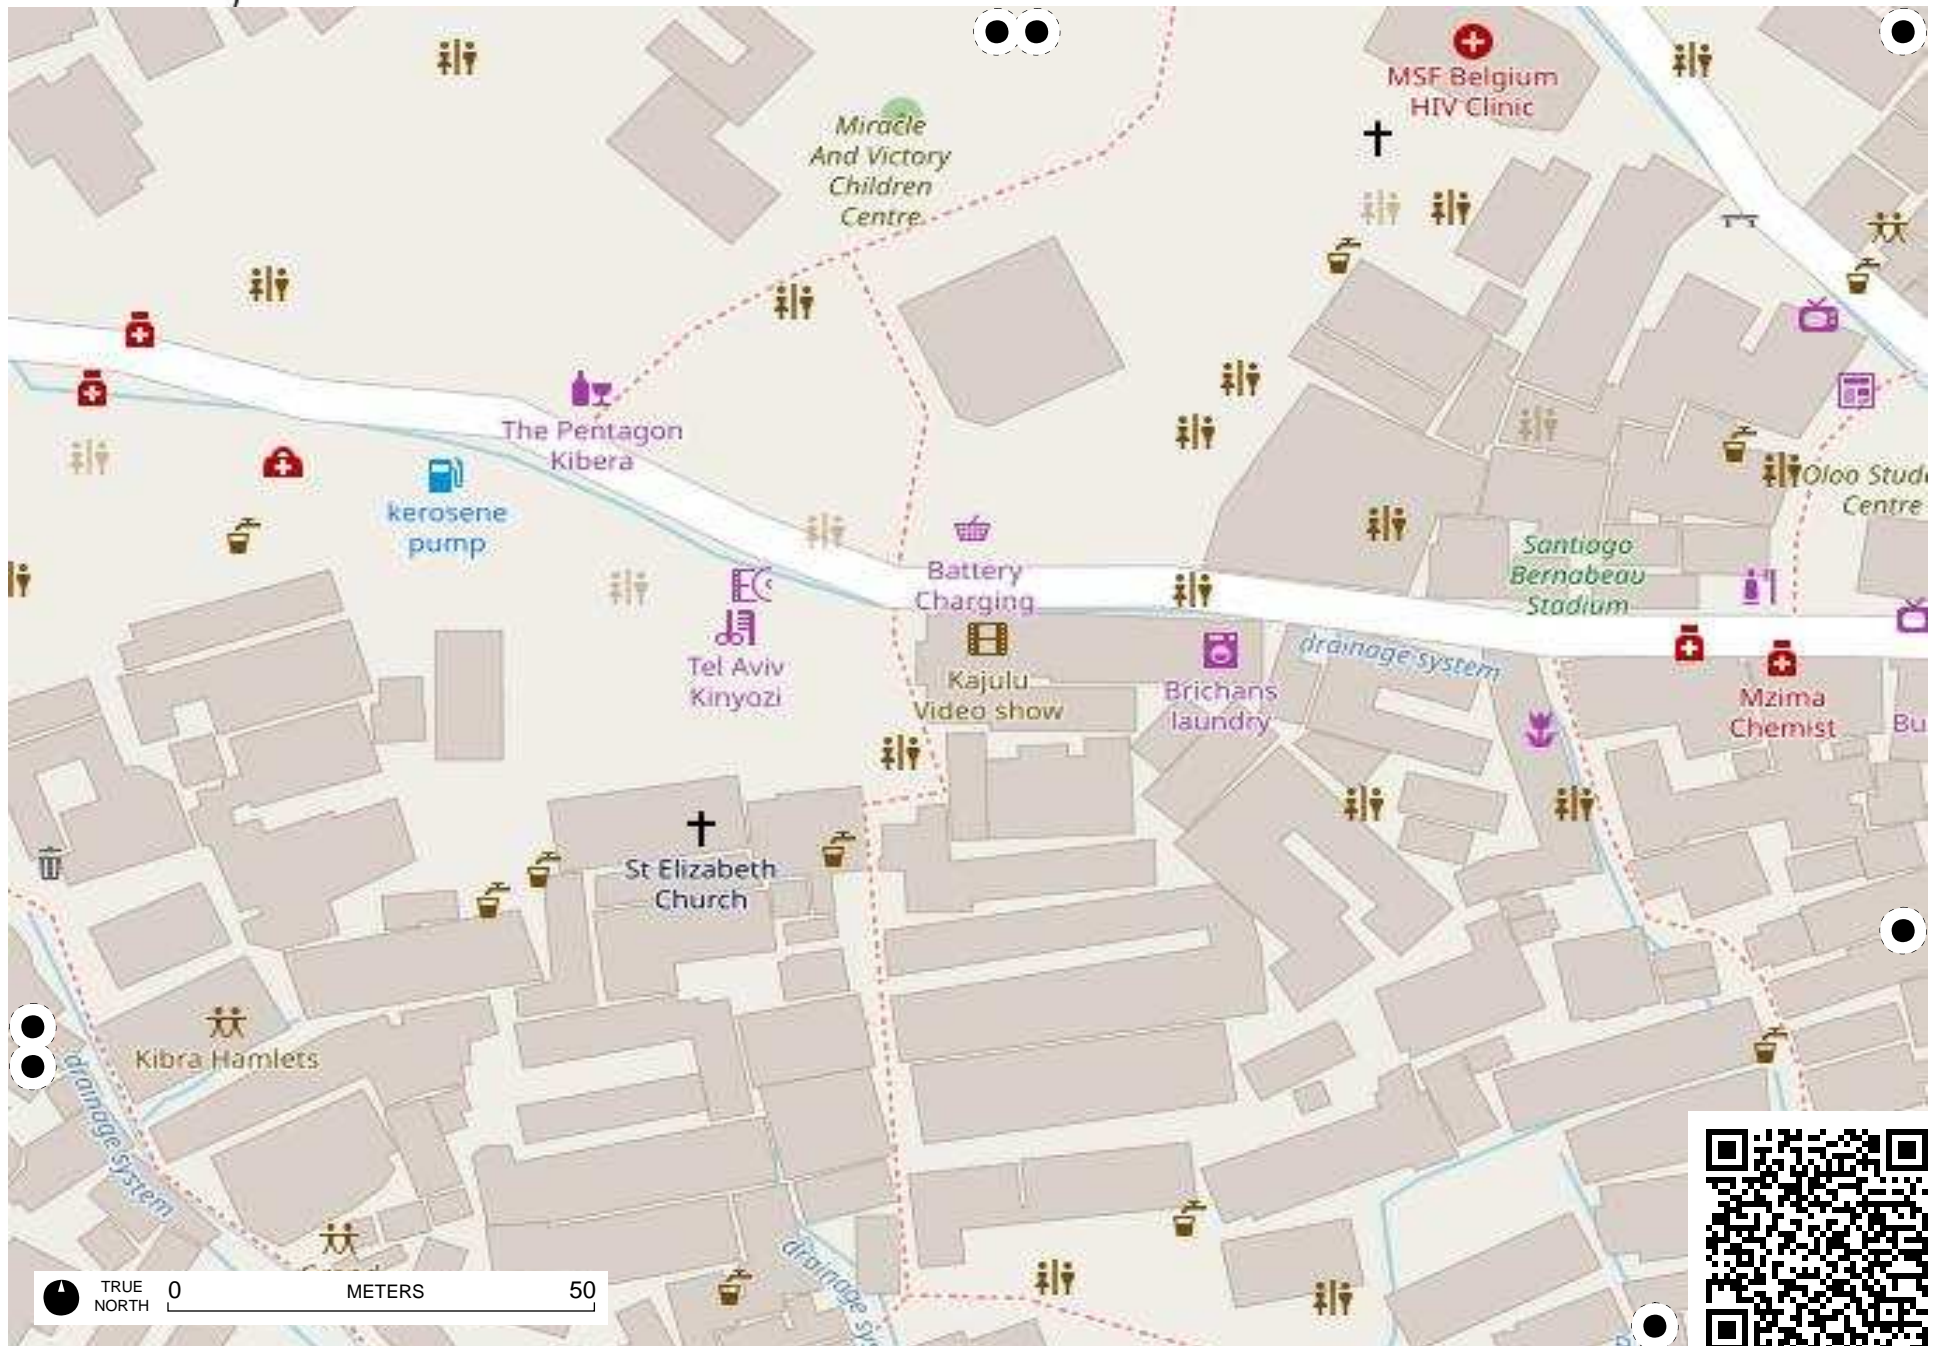 MSF Belgium
HIV Clinic
Miracle
And Victory
Children
Centre
The Pentagon
Kibera
kerosene
pump
Oloo Stude
Centre
Santiago
Bernabeau
Stadium
Battery
Charging
drainage system
Tel Aviv
Kinyozi
Kajulu
Video show
Brichans
laundry
Mzima
Chemist
Bu
St Elizabeth
Church
Kibra Hamlets
drainage system
drainage sy
TRUE
NORTH
0 METERS 50